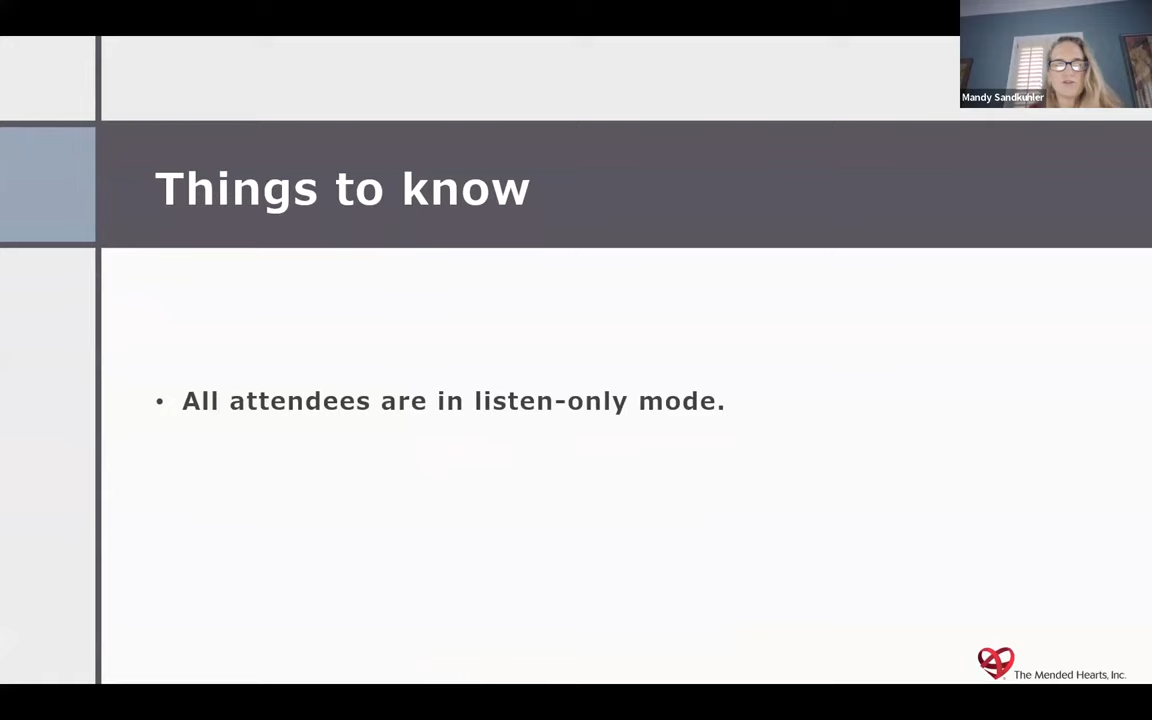 Mandy Sandkuhler
Things to know
• All attendees are in listen-only mode.
The Mended Hearts, Inc.